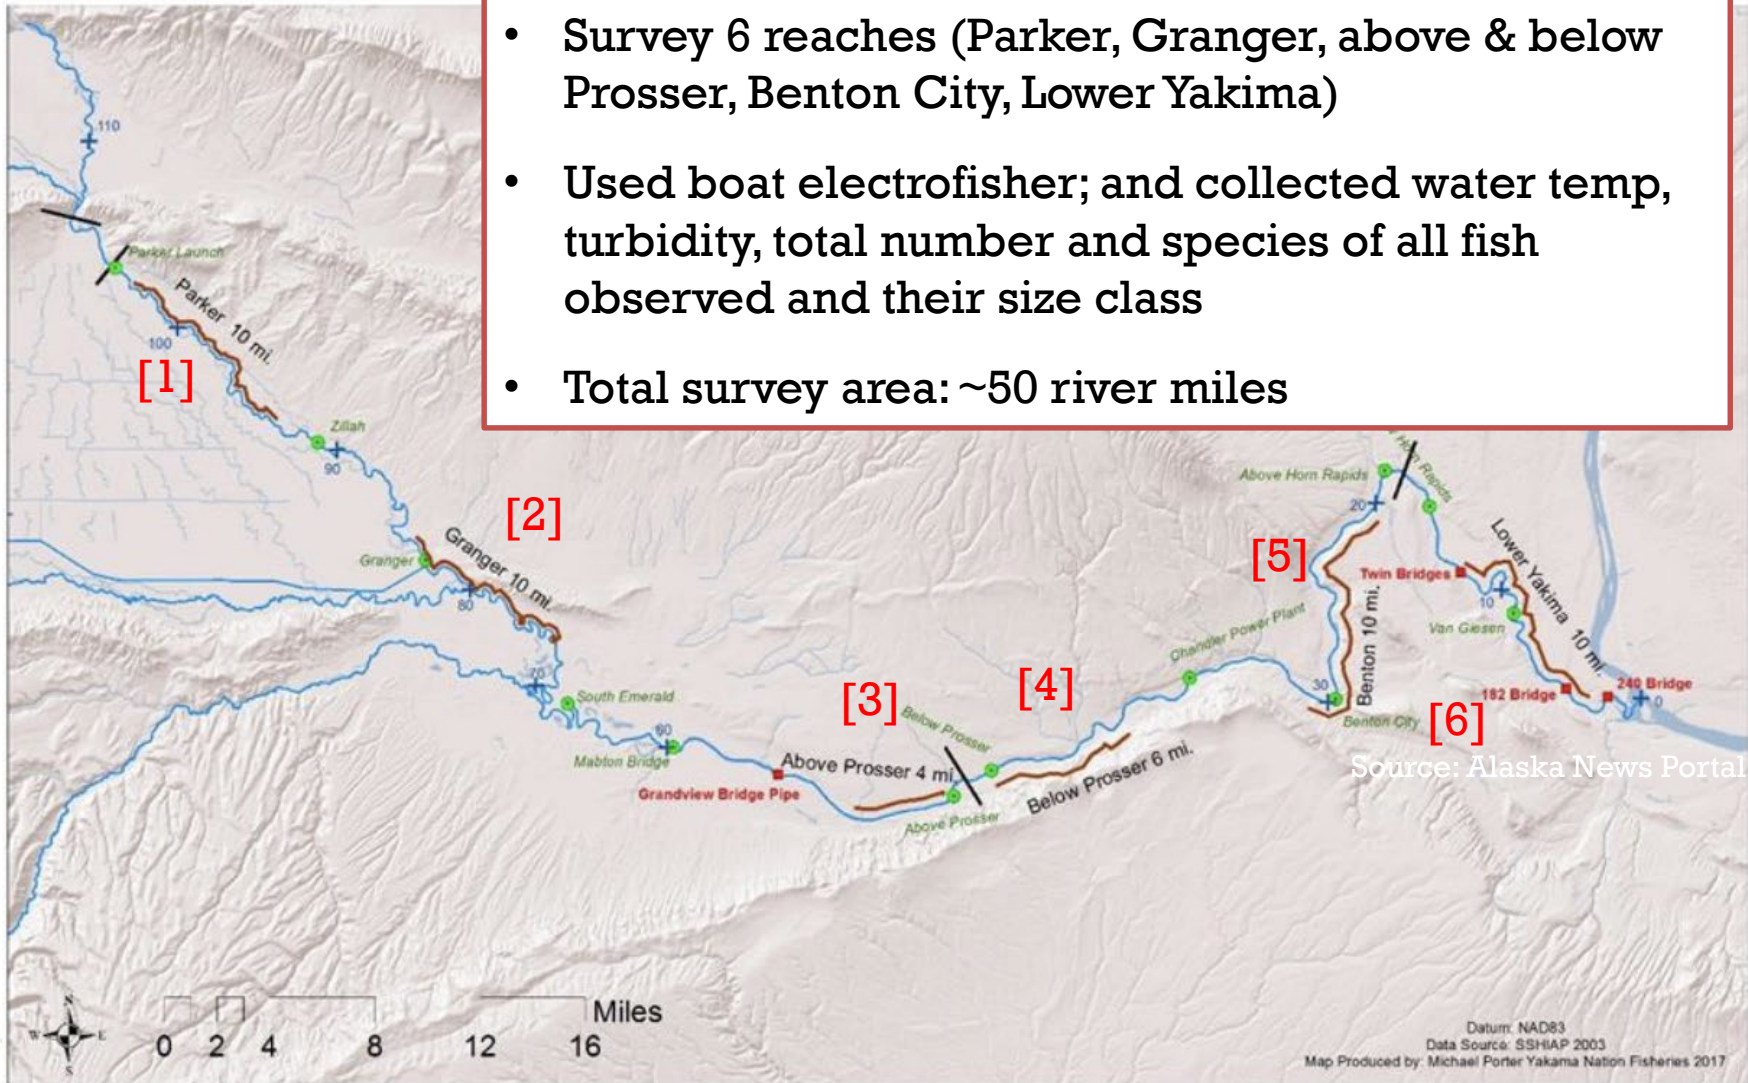 • Survey 6 reaches (Parker, Granger, above & below
Prosser, Benton City, Lower Yakima)
• Used boat electrofisher; and collected water temp,
turbidity, total number and species of all fish
observed and their size class
• Total survey area: ~50 river miles
110
Parker Launch
Parker 10 mi.
100
[1]
Zillah
90
[2]
Granger 10 mi.
Granger
80
70
South Emerald
60
Mabton Bridge
Grandview Bridge Pipe
Above Prosser 4 mi.
[3]
Below Prosser
Above Prosser
[4]
Below Prosser 6 mi.
Chandler Power Plant
Above Horn Rapids
Horn Rapids
20
[5]
Benton 10 mi.
30
Benton City
Twin Bridges
Lower Yakima 10 mi.
10
Van Giesen
182 Bridge
240 Bridge
0
[6]
Source: Alaska News Portal
N
W
E
S
Miles
0 2 4 8 12 16
Datum: NAD83
Data Source: SSHIAP 2003
Map Produced by: Michael Porter Yakama Nation Fisheries 2017